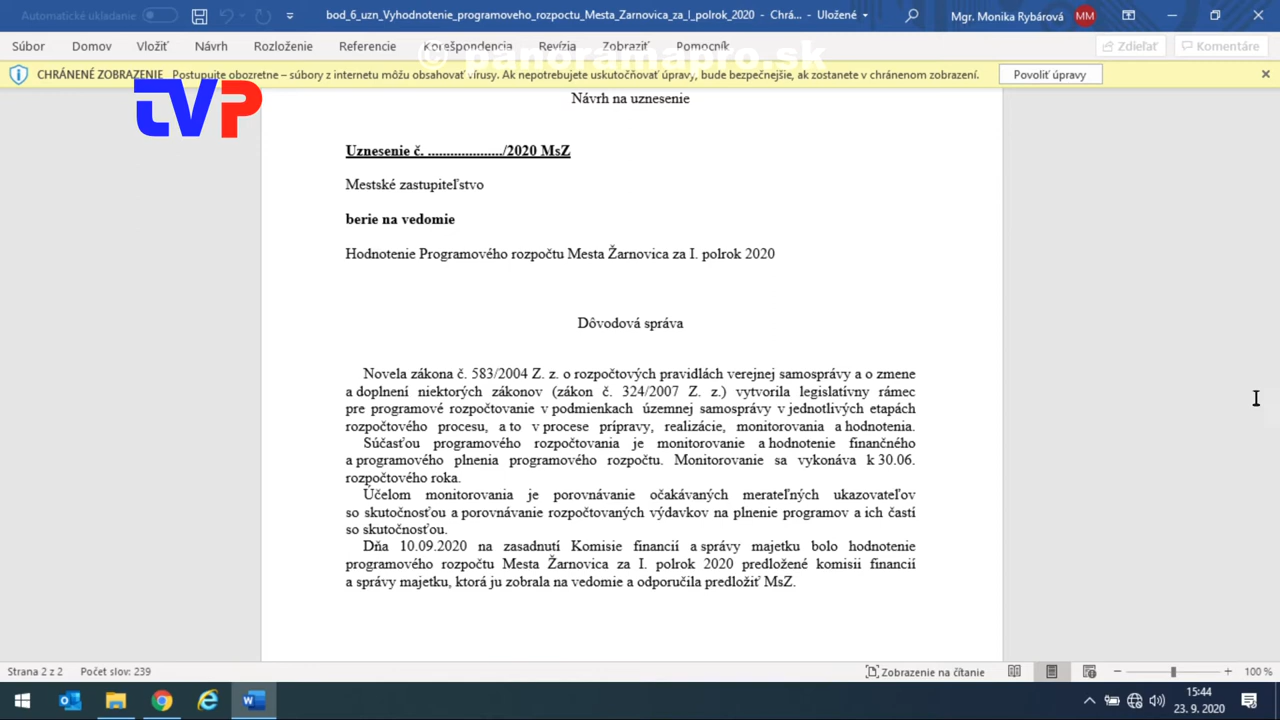 Automatické ukladanie
bod_6_uzn_Vyhodnotenie_programoveho_rozpoctu_Mesta_Zarnovica_za_I_polrok_2020 - Chrá... - Uložené
Mgr. Monika Rybárová MM
Súbor Domov Vložiť Návrh Rozloženie Referencie Korešpondencia Revízia Zobraziť Pomocník Zdieľať Komentáre
© panoramapro.sk
CHRÁNENÉ ZOBRAZENIE Postupujte obozretne – súbory z internetu môžu obsahovať vírusy. Ak nepotrebujete uskutočňovať úpravy, bude bezpečnejšie, ak zostanete v chránenom zobrazení. Povoliť úpravy
TVP
Návrh na uznesenie
Uznesenie č. ...................../2020 MsZ
Mestské zastupiteľstvo
berie na vedomie
Hodnotenie Programového rozpočtu Mesta Žarnovica za I. polrok 2020
Dôvodová správa
Novela zákona č. 583/2004 Z. z. o rozpočtových pravidlách verejnej samosprávy a o zmene
a doplnení niektorých zákonov (zákon č. 324/2007 Z. z.) vytvorila legislatívny rámec
pre programové rozpočtovanie v podmienkach územnej samosprávy v jednotlivých etapách
rozpočtového procesu, a to v procese prípravy, realizácie, monitorovania a hodnotenia.
Súčasťou programového rozpočtovania je monitorovanie a hodnotenie finančného
a programového plnenia programového rozpočtu. Monitorovanie sa vykonáva k 30.06.
rozpočtového roka.
Účelom monitorovania je porovnávanie očakávaných merateľných ukazovateľov
so skutočnosťou a porovnávanie rozpočtovaných výdavkov na plnenie programov a ich častí
so skutočnosťou.
Dňa 10.09.2020 na zasadnutí Komisie financií a správy majetku bolo hodnotenie
programového rozpočtu Mesta Žarnovica za I. polrok 2020 predložené komisii financií
a správy majetku, ktorá ju zobrala na vedomie a odporučila predložiť MsZ.
Strana 2 z 2 Počet slov: 239 Zobrazenie na čítanie 100 %
15:44
23. 9. 2020